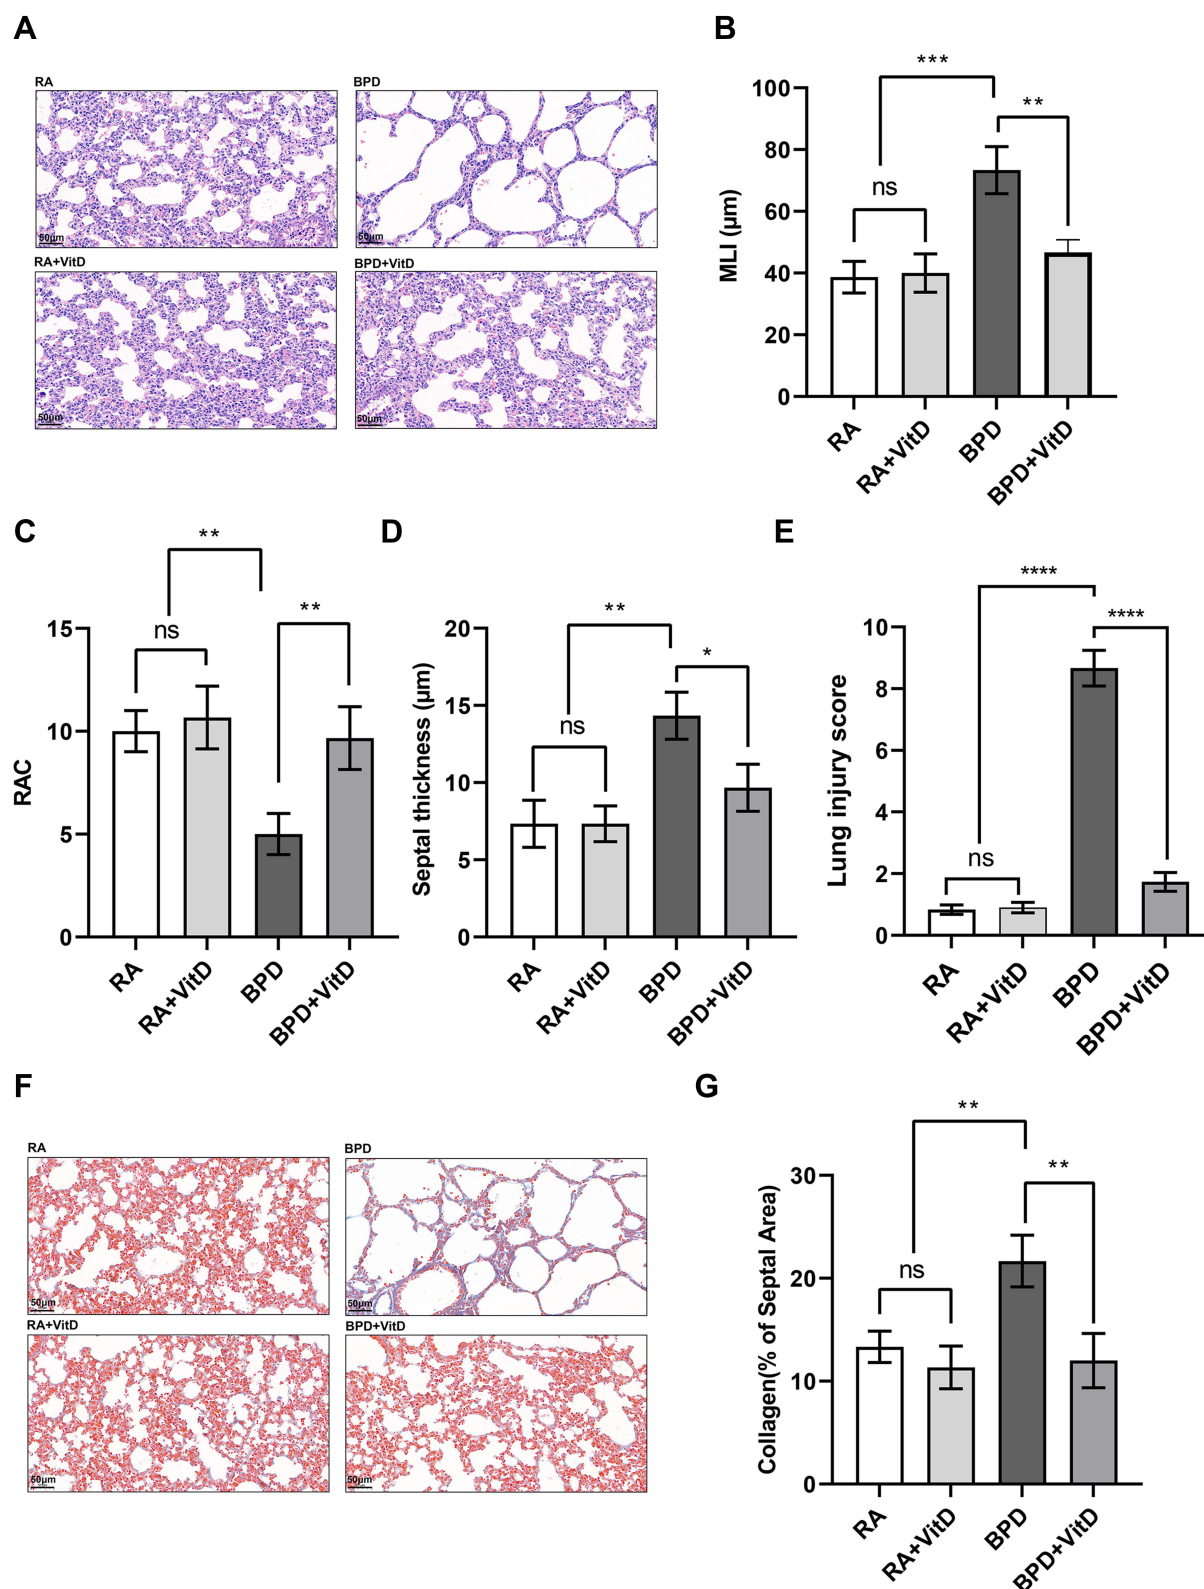 A
RA
BPD
50μm
50μm
RA+VitD
BPD+VitD
50μm
50μm
B
***
**
ns
100
80
60
40
20
0
MLI (μm)
RA
RA+VitD
BPD
BPD+VitD
C
**
**
ns
15
10
5
0
RAC
RA
RA+VitD
BPD
BPD+VitD
D
**
*
ns
20
15
10
5
0
Septal thickness (μm)
RA
RA+VitD
BPD
BPD+VitD
E
****
****
ns
10
8
6
4
2
0
Lung injury score
RA
RA+VitD
BPD
BPD+VitD
F
RA
BPD
50μm
50μm
RA+VitD
BPD+VitD
50μm
50μm
G
**
**
ns
30
20
10
0
Collagen(% of Septal Area)
RA
RA+VitD
BPD
BPD+VitD